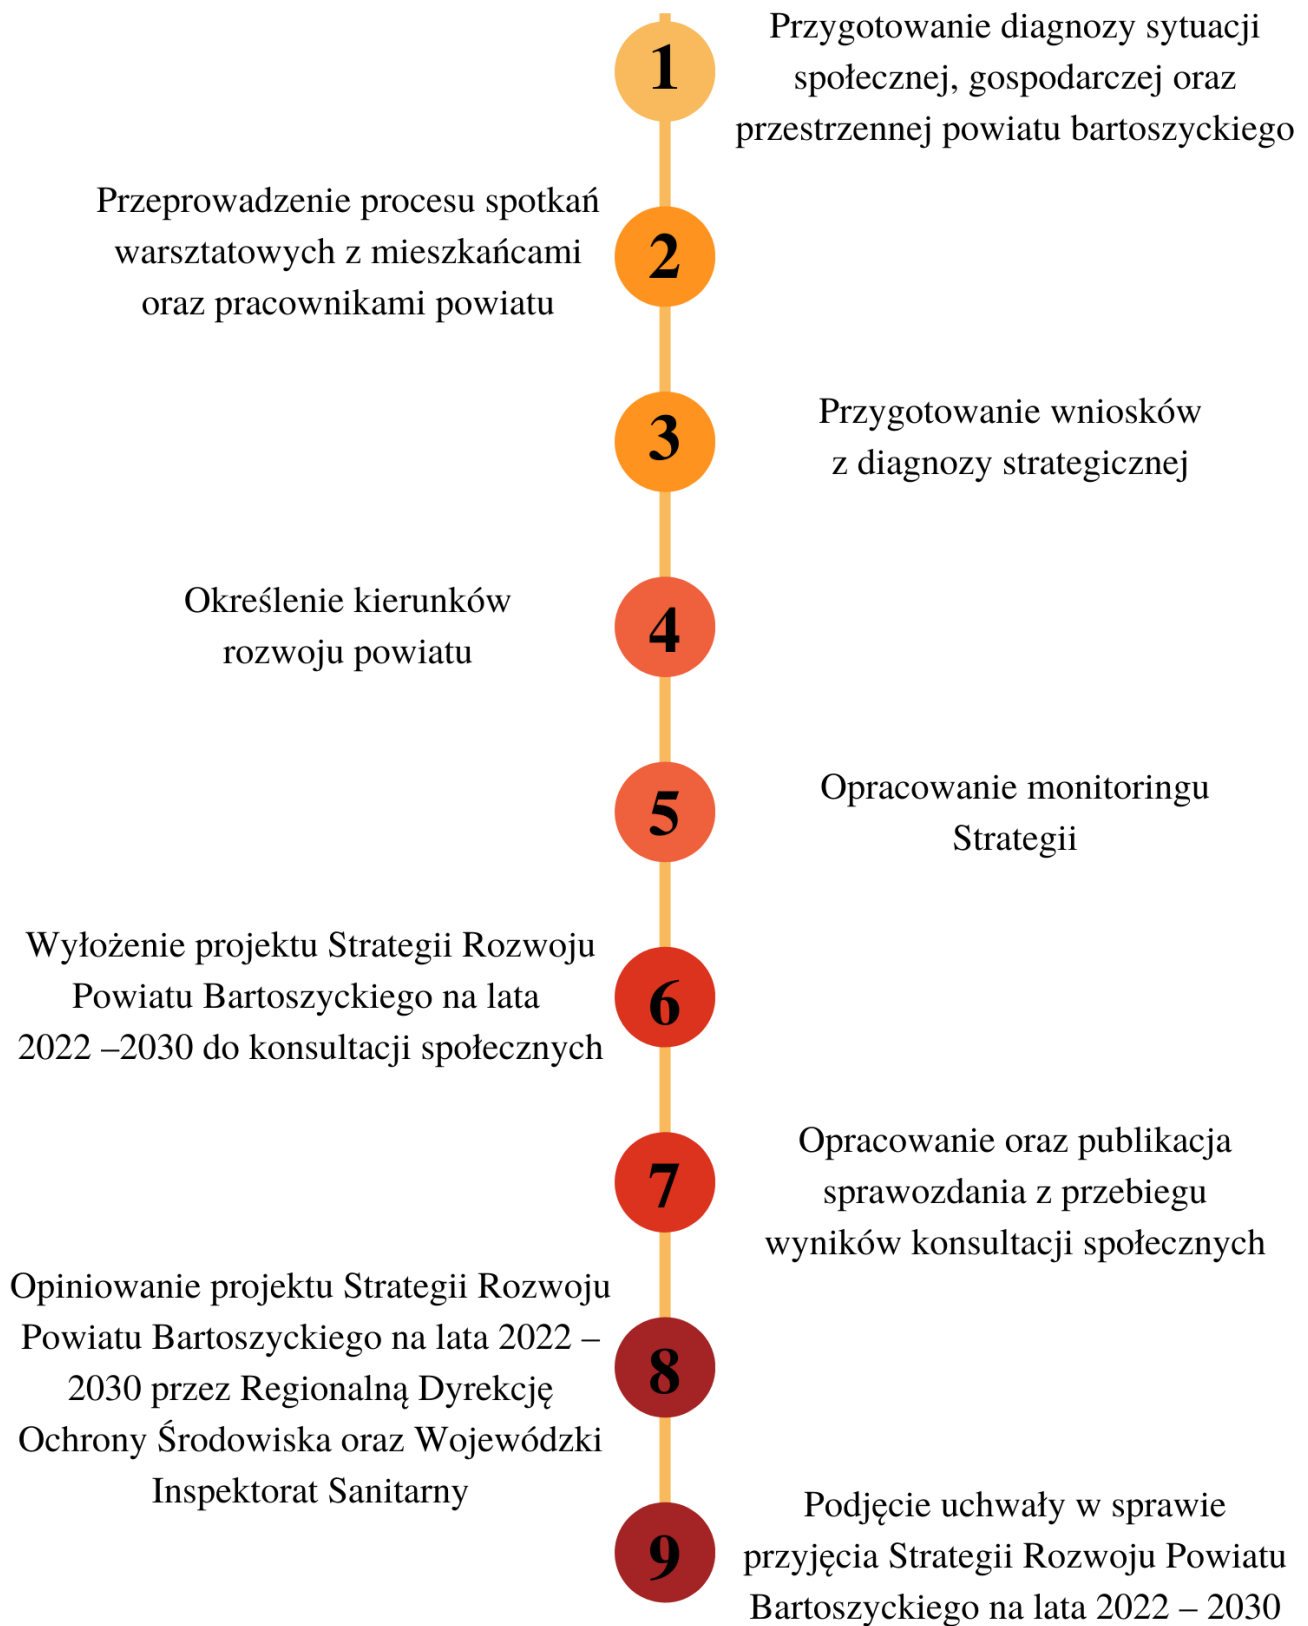 1
Przygotowanie diagnozy sytuacji
społecznej, gospodarczej oraz
przestrzennej powiatu bartoszyckiego
Przeprowadzenie procesu spotkań
warsztatowych z mieszkańcami
oraz pracownikami powiatu
2
3
Przygotowanie wniosków
z diagnozy strategicznej
Określenie kierunków
rozwoju powiatu
4
5
Opracowanie monitoringu
Strategii
Wyłożenie projektu Strategii Rozwoju
Powiatu Bartoszyckiego na lata
2022 –2030 do konsultacji społecznych
6
7
Opracowanie oraz publikacja
sprawozdania z przebiegu
wyników konsultacji społecznych
Opiniowanie projektu Strategii Rozwoju
Powiatu Bartoszyckiego na lata 2022 –
2030 przez Regionalną Dyrekcję
Ochrony Środowiska oraz Wojewódzki
Inspektorat Sanitarny
8
9
Podjęcie uchwały w sprawie
przyjęcia Strategii Rozwoju Powiatu
Bartoszyckiego na lata 2022 – 2030